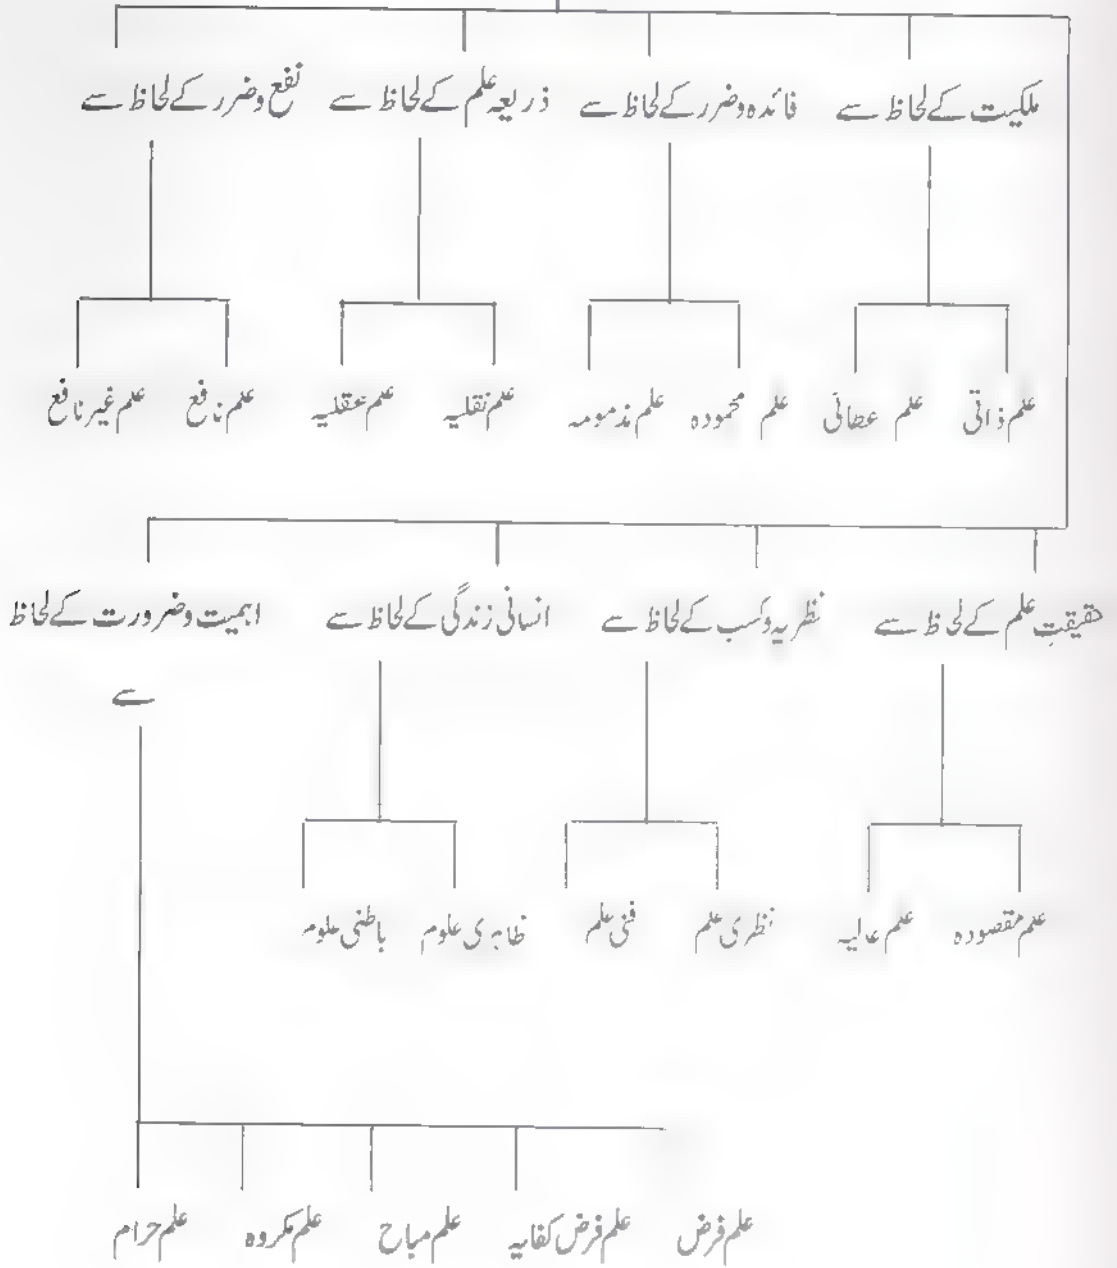 ملکیت کے لحاظ سے فائدہ وضرر کے لحاظ سے ذریعہ علم کے لحاظ سے نفع وضرر کے لحاظ سے
علم ذاتی علم عطائی علم محمودہ علم مذمومہ علم نقلیہ علم عقلیہ علم نافع علم غیر نافع
حقیقتِ علم کے لحاظ سے نظریہ وکسب کے لحاظ سے انسانی زندگی کے لحاظ سے اہمیت وضرورت کے لحاظ
سے
علم مقصودہ علم عالیہ نظری علم فنی علم ظاہری علوم باطنی علوم
علم فرض علم فرض کفایہ علم مباح علم مکروہ علم حرام